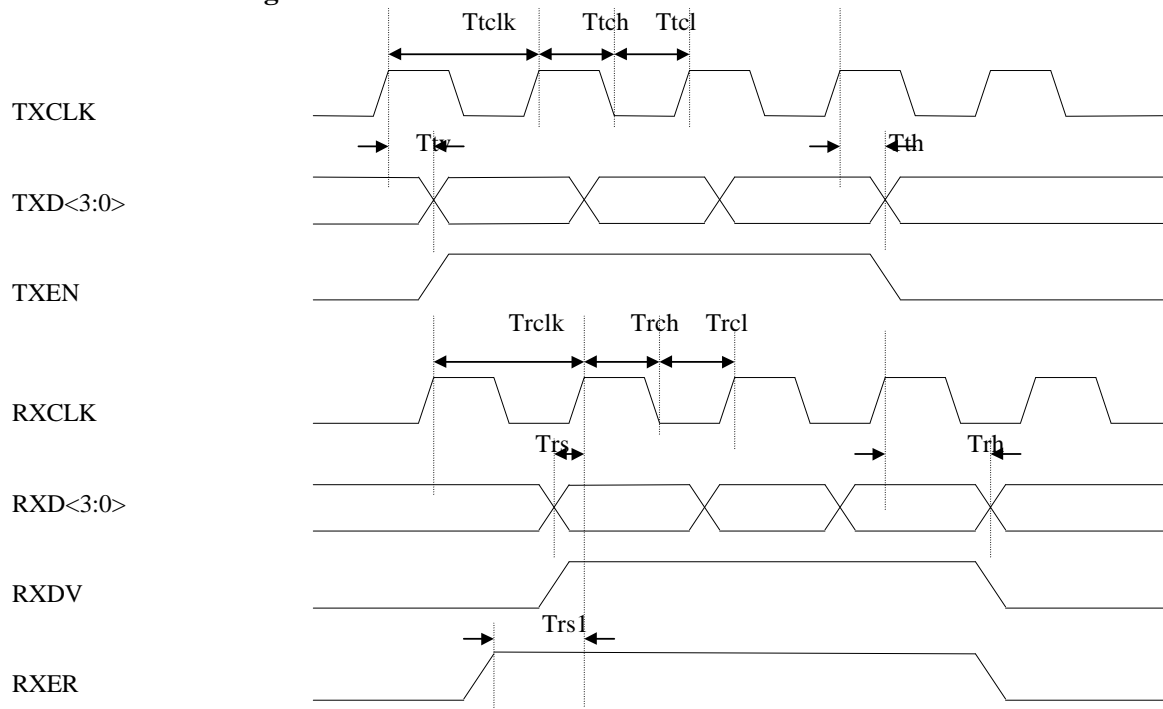 Ttclk Ttch Ttcl
TXCLK
Ttv Tth
TXD<3:0>
TXEN
Trclk Trch Trcl
RXCLK
Trs Trh
RXD<3:0>
RXDV
Trs1
RXER